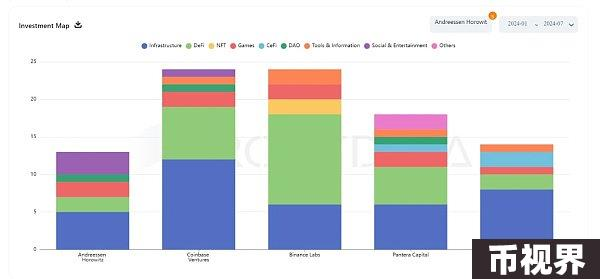 Investment Map
Andreessen Horowit
2024-01 ~ 2024-07
Infrastructure DeFi NFT Games CeFi DAO Tools & Information Social & Entertainment Others
25
20
15
10
5
0
Andreessen Horowitz
Coinbase Ventures
Binance Labs
Pantera Capital
币视界